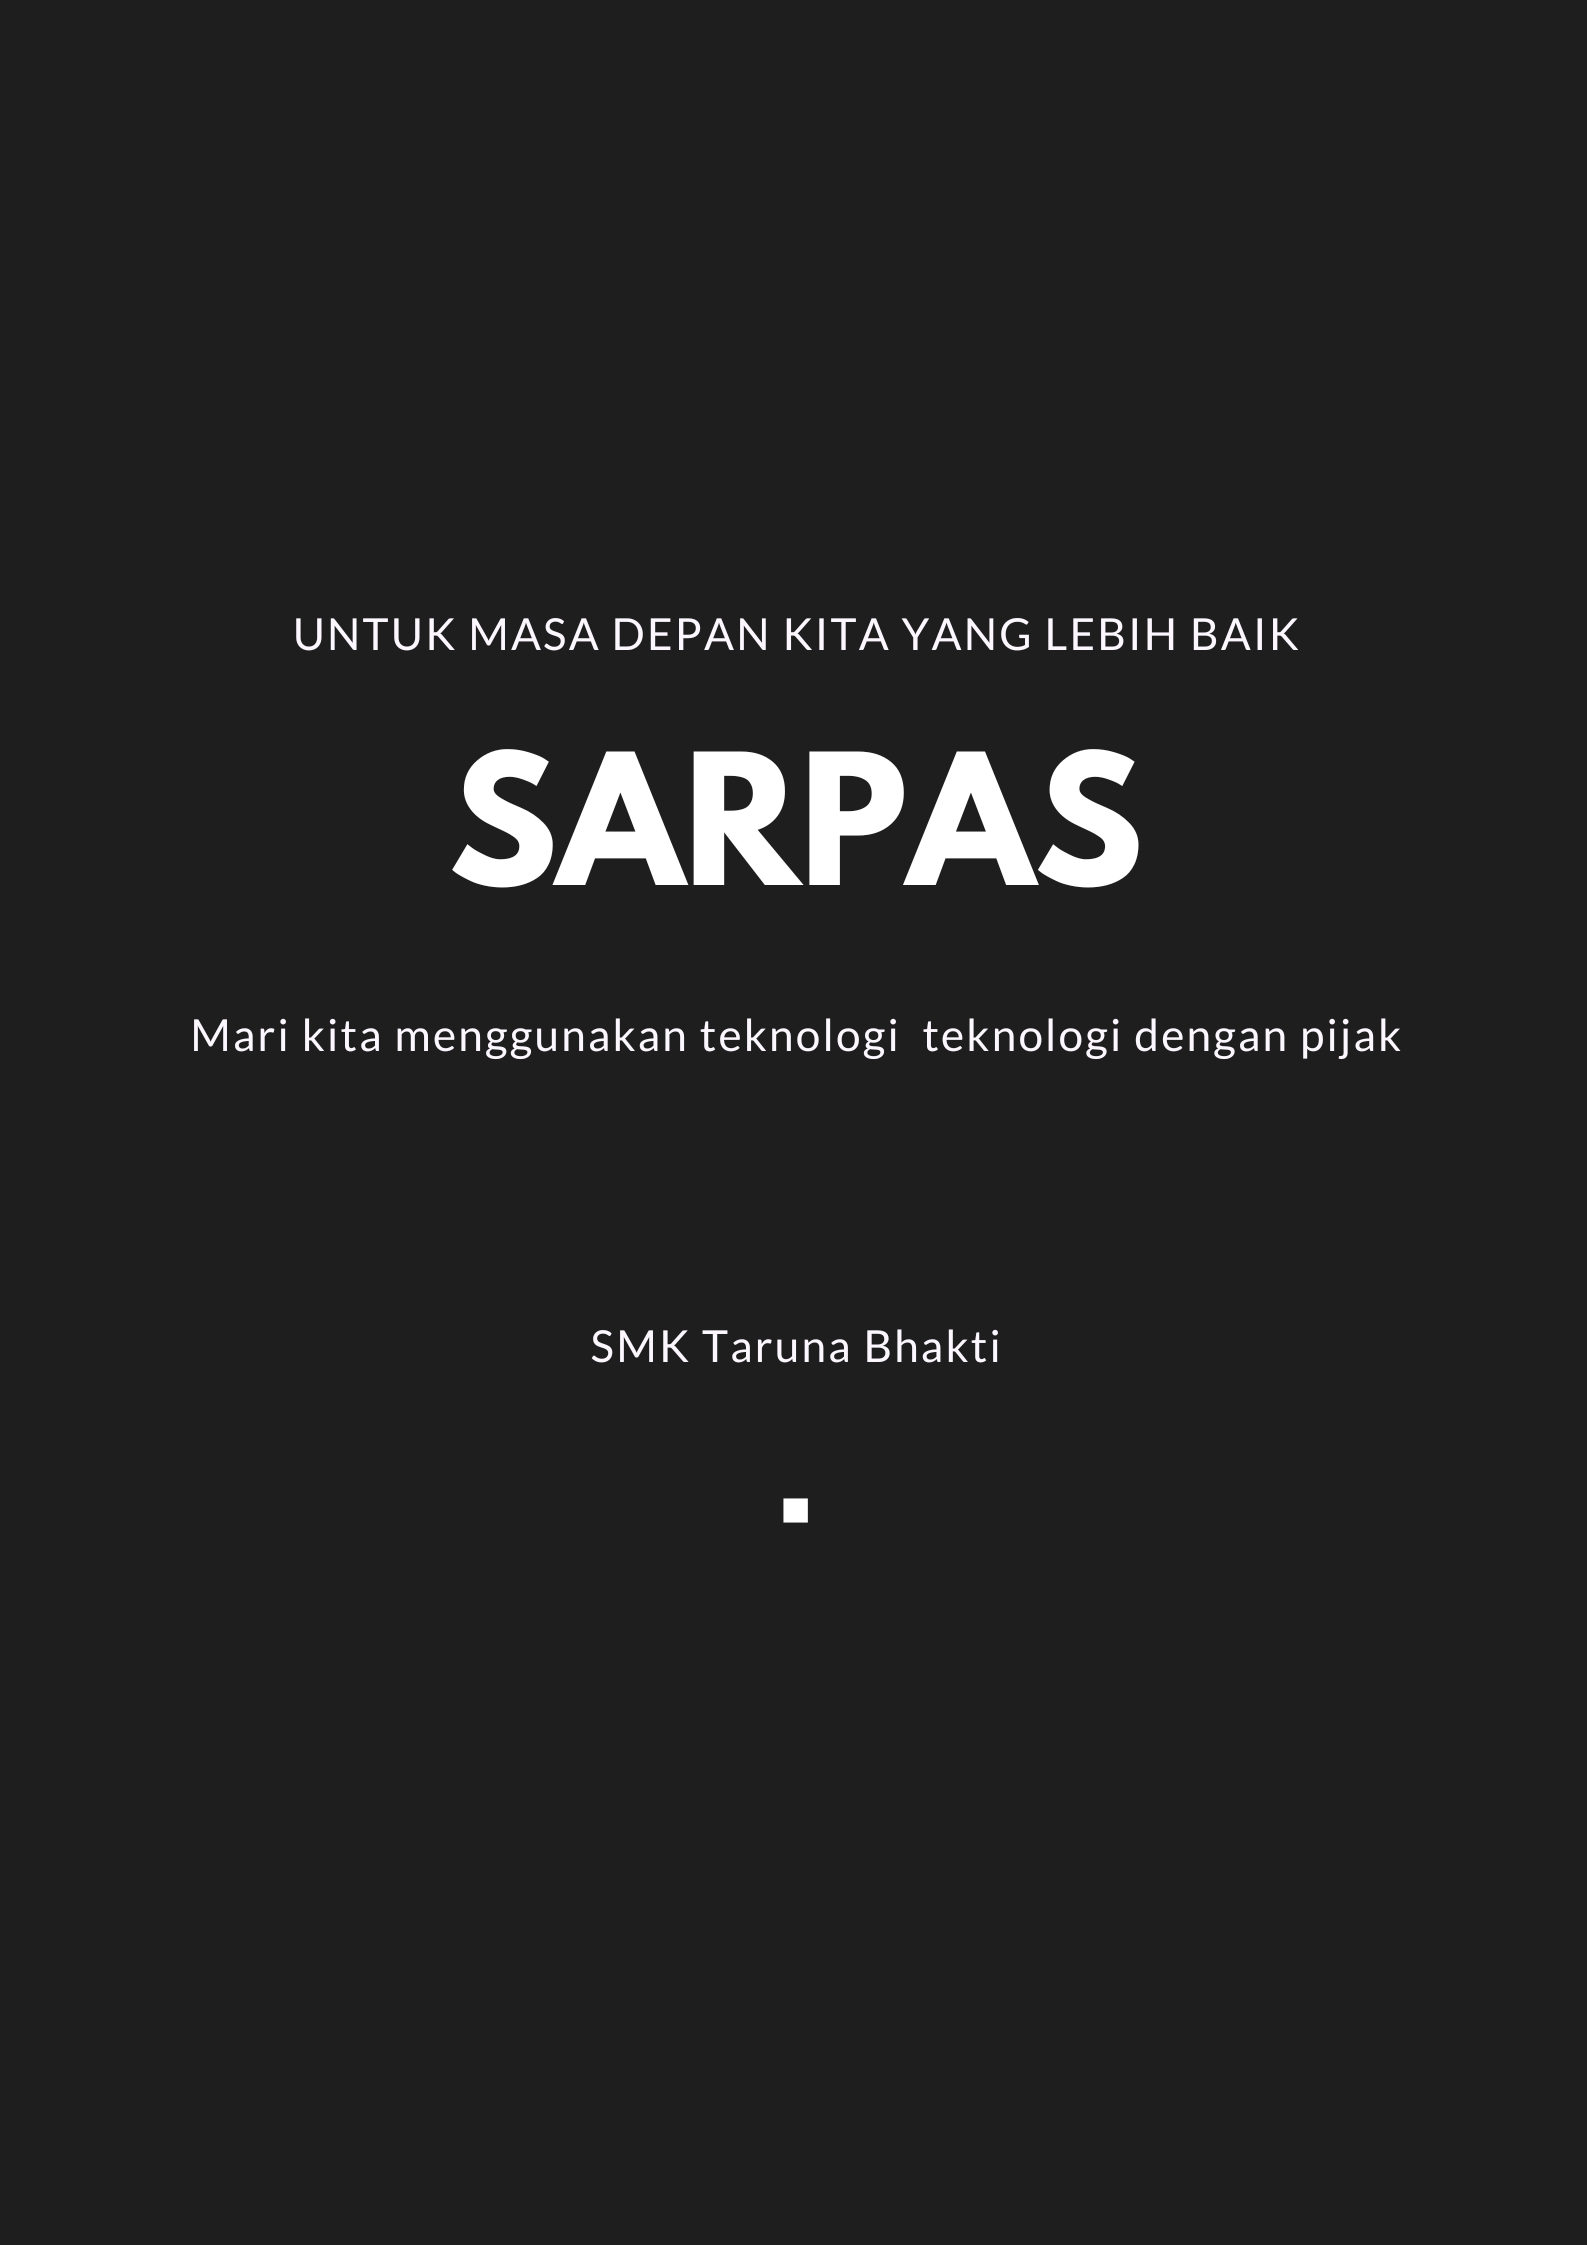 UNTUK MASA DEPAN KITA YANG LEBIH BAIK
SARPAS
Mari kita menggunakan teknologi  teknologi dengan pijak
SMK Taruna Bhakti